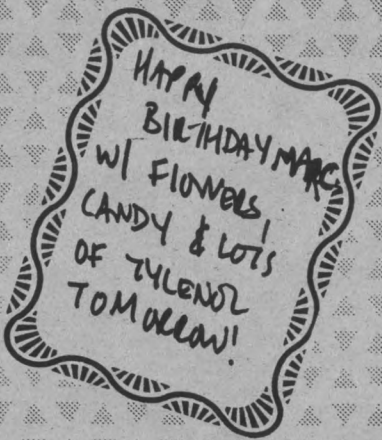 HAPPY
BIRTHDAY MARC
W/ FLOWERS,
CANDY & LOTS
OF TYLENOL
TOMORROW!